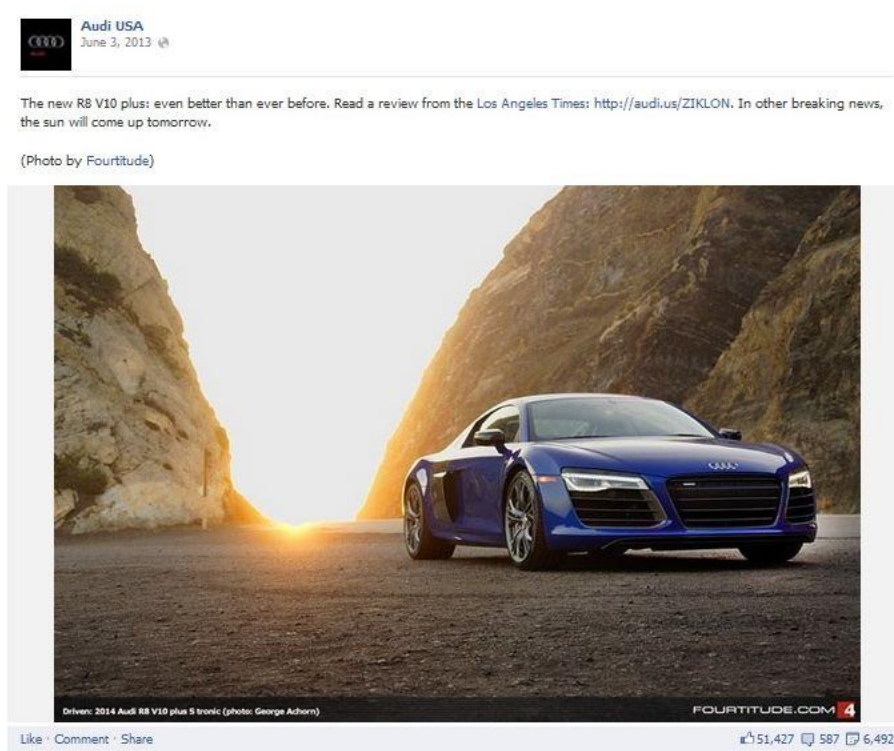 Audi USA
June 3, 2013
The new R8 V10 plus: even better than ever before. Read a review from the Los Angeles Times: http://audi.us/ZIKLON. In other breaking news,
the sun will come up tomorrow.
(Photo by Fourtitude)
Driven: 2014 Audi R8 V10 plus S tronic (photo: George Achorn)
FOURTITUDE.COM 4
Like · Comment · Share
51,427 587 6,492